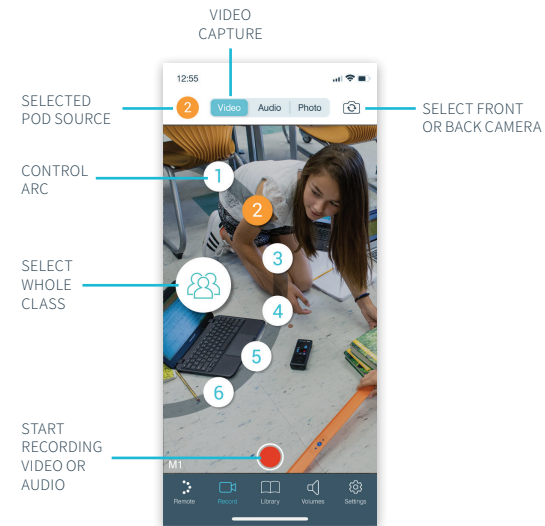 VIDEO
CAPTURE
12:55
SELECTED
POD SOURCE
2
Video Audio Photo
SELECT FRONT
OR BACK CAMERA
CONTROL
ARC
1
2
3
SELECT
WHOLE
CLASS
4
5
6
START
RECORDING
VIDEO OR
AUDIO
M1
Remote Record Library Volumes Settings